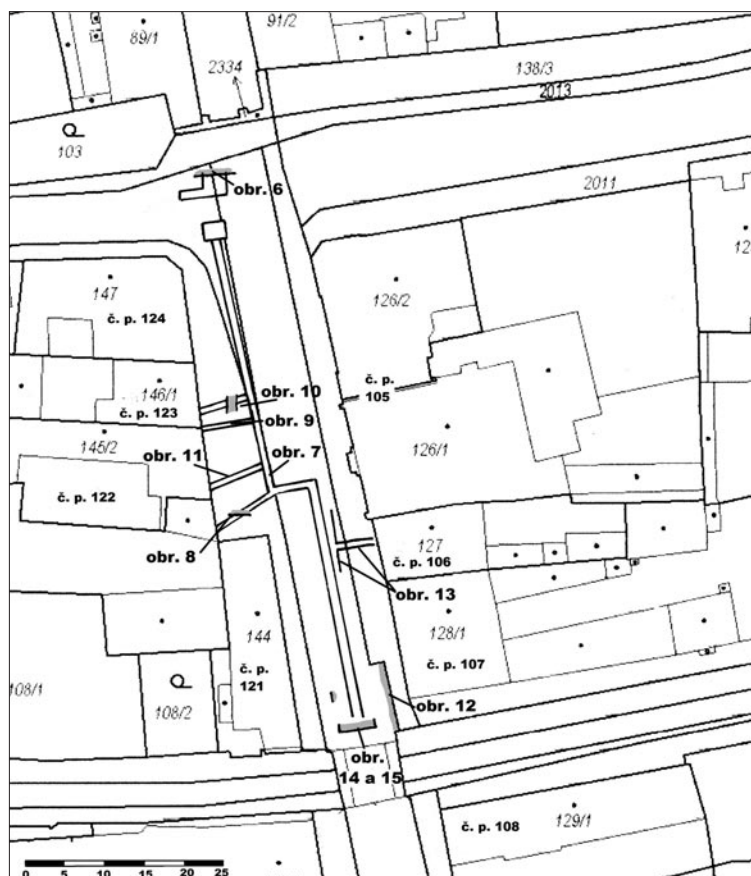 89/1
91/2
2334
138/3
2013
103
obr. 6
2011
147
č. p. 124
126/2
146/1
č. p. 123
obr. 10
č. p.
105
obr. 9
145/2
obr. 7
126/1
obr. 11
č. p. 122
obr. 8
127
č. p. 106
obr. 13
144
128/1
č. p.
121
č. p. 107
108/1
108/2
obr. 12
obr.
14 a 15
č. p. 108
129/1
0 5 10 15 20 25